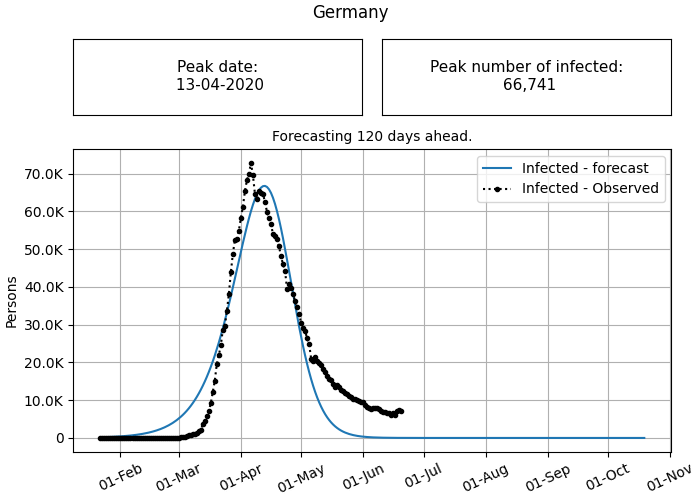 Germany
Peak date:
13-04-2020
Peak number of infected:
66,741
Forecasting 120 days ahead.
Infected - forecast
Infected - Observed
Persons
70.0K
60.0K
50.0K
40.0K
30.0K
20.0K
10.0K
0
01-Feb 01-Mar 01-Apr 01-May 01-Jun 01-Jul 01-Aug 01-Sep 01-Oct 01-Nov